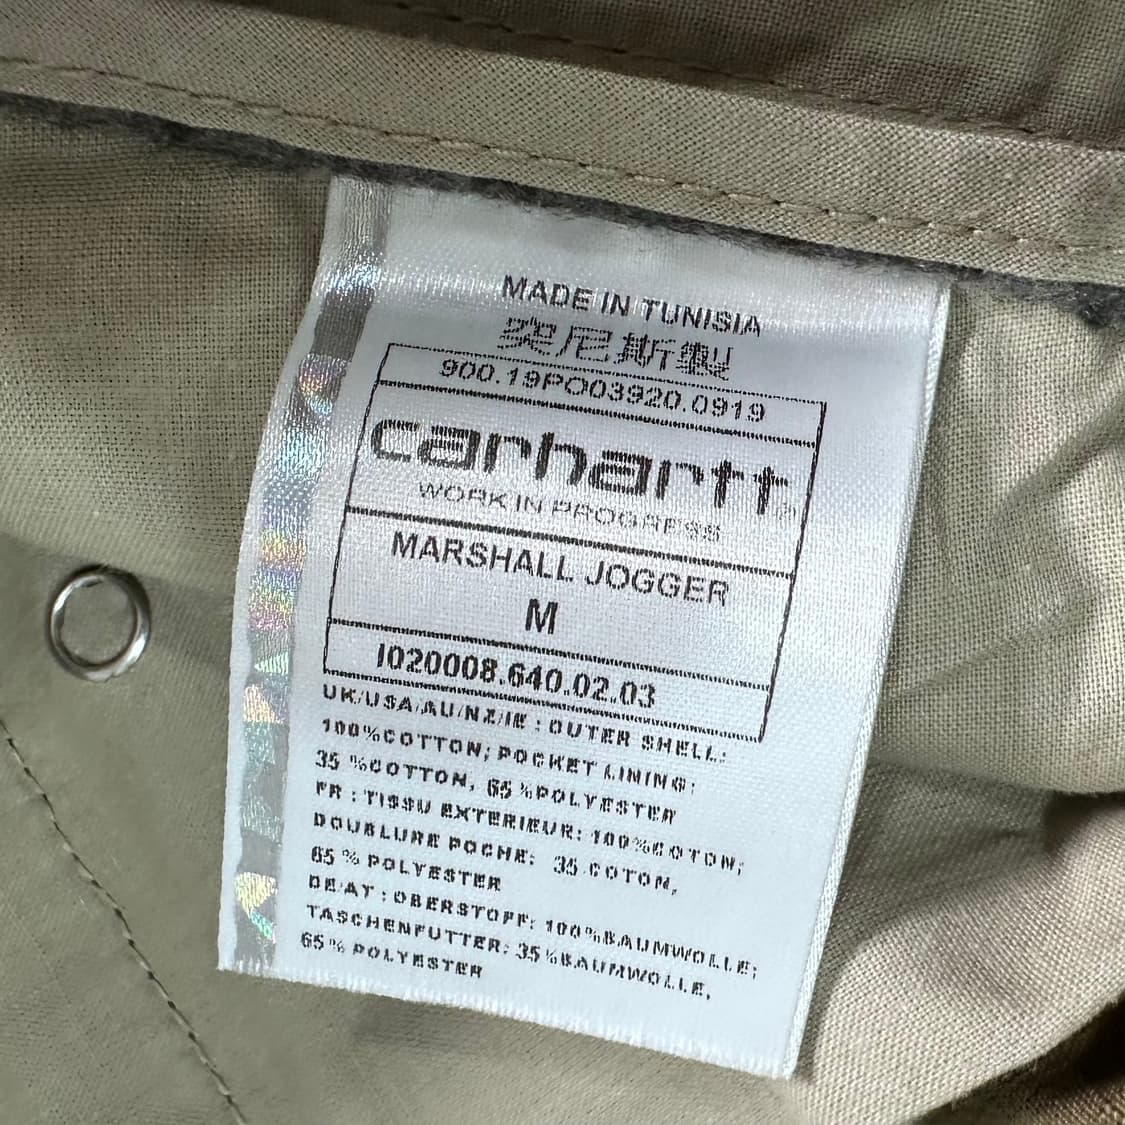 MADE IN TUNISIA
突尼斯製
900.19PO03920.0919
carhartt®
WORK IN PROGRESS
MARSHALL JOGGER
M
I020008.640.02.03
UK/USA/AU/NZ/IE : OUTER SHELL:
100%COTTON; POCKET LINING:
35 %COTTON, 65 %POLYESTER
FR : TISSU EXTERIEUR: 100%COTON;
DOUBLURE POCHE: 35 COTON,
65 % POLYESTER
DE/AT : OBERSTOFF: 100%BAUMWOLLE;
TASCHENFUTTER: 35%BAUMWOLLE,
65 % POLYESTER